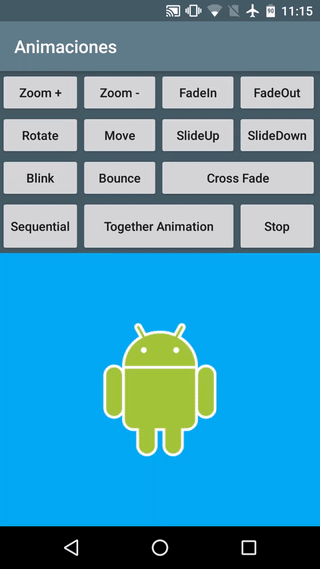 11:15
Animaciones
Zoom + Zoom - FadeIn FadeOut
Rotate Move SlideUp SlideDown
Blink Bounce Cross Fade
Sequential Together Animation Stop